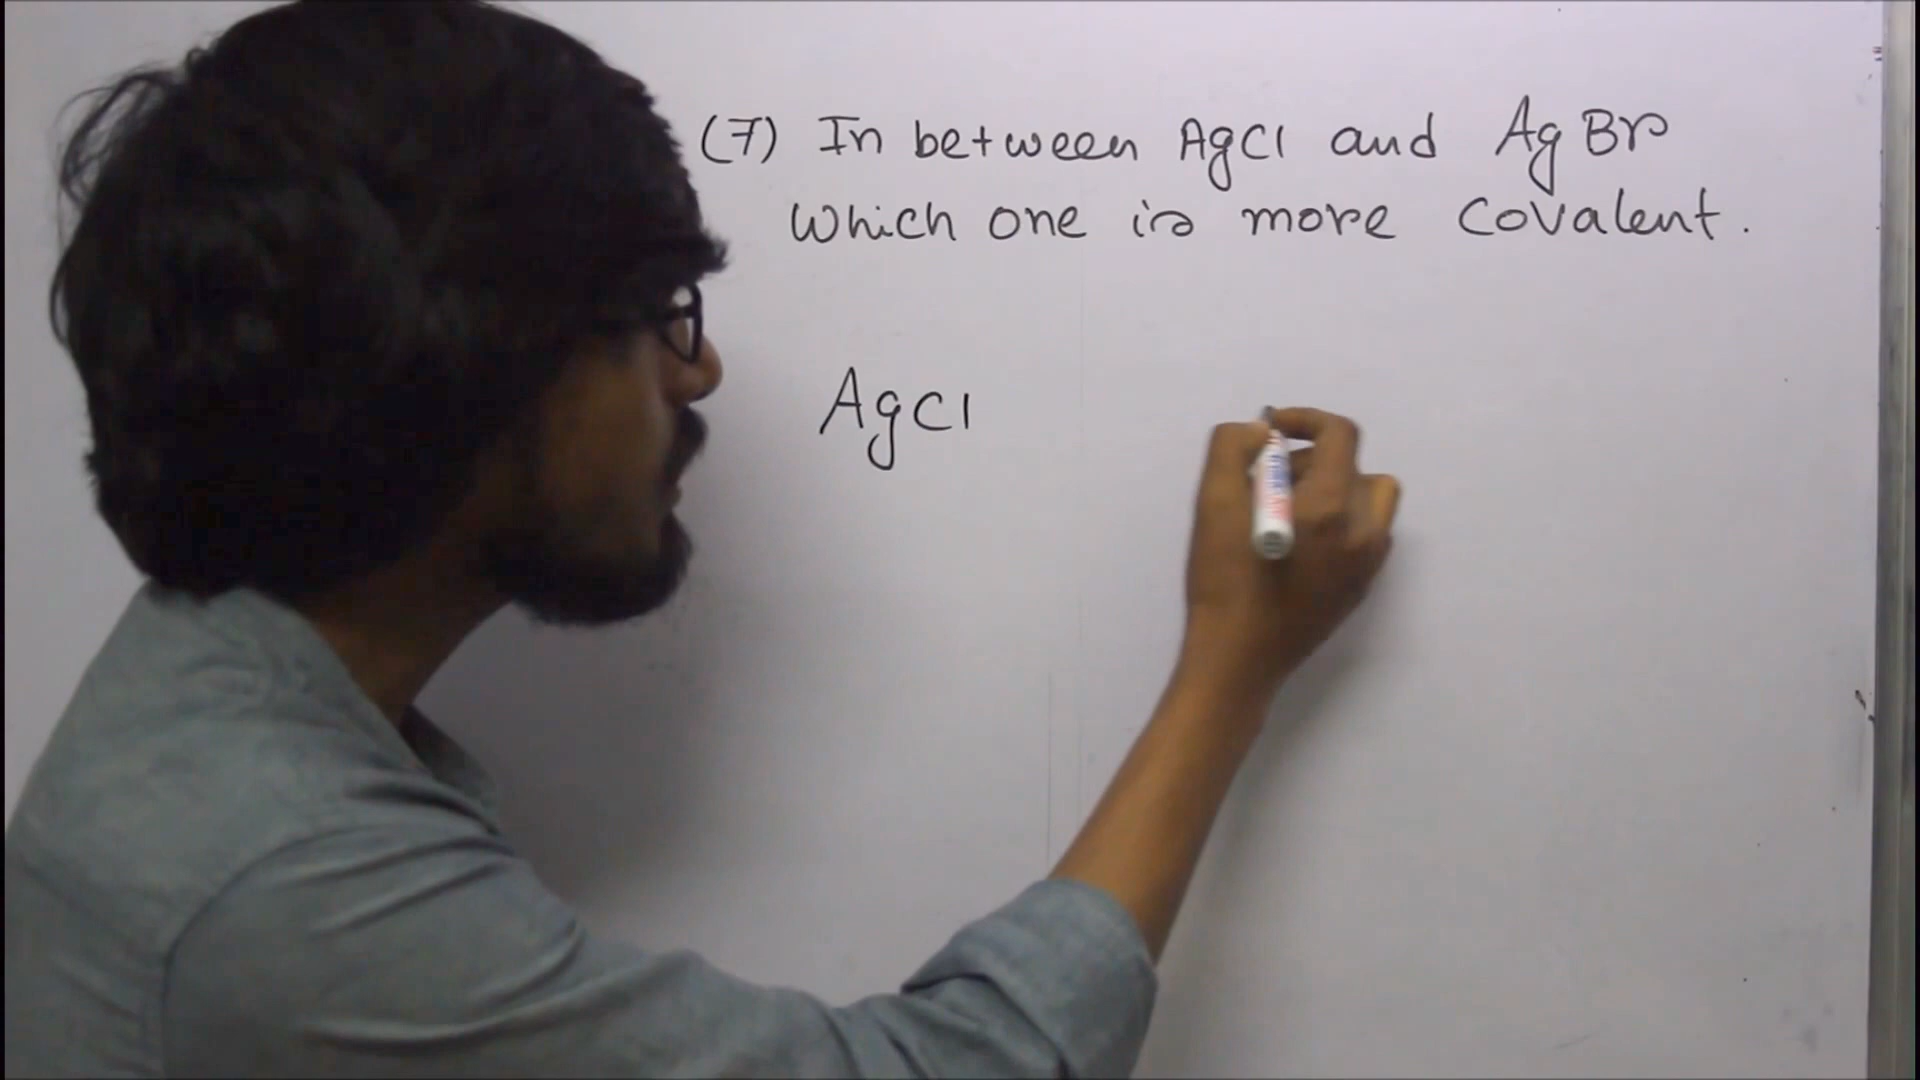 (7) In between AgCl and AgBr
which one is more covalent.
AgCl